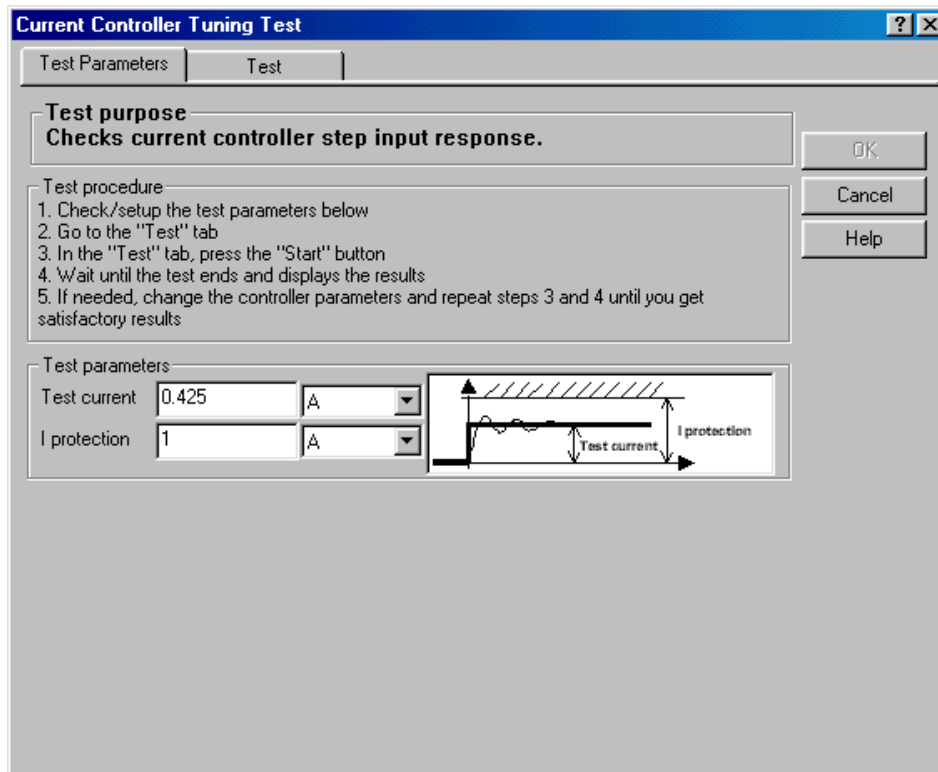 Current Controller Tuning Test
Test Parameters
Test
Test purpose
Checks current controller step input response.
OK
Cancel
Help
Test procedure
1. Check/setup the test parameters below
2. Go to the "Test" tab
3. In the "Test" tab, press the "Start" button
4. Wait until the test ends and displays the results
5. If needed, change the controller parameters and repeat steps 3 and 4 until you get
satisfactory results
Test parameters
Test current 0.425 A
I protection 1 A
I protection
Test current